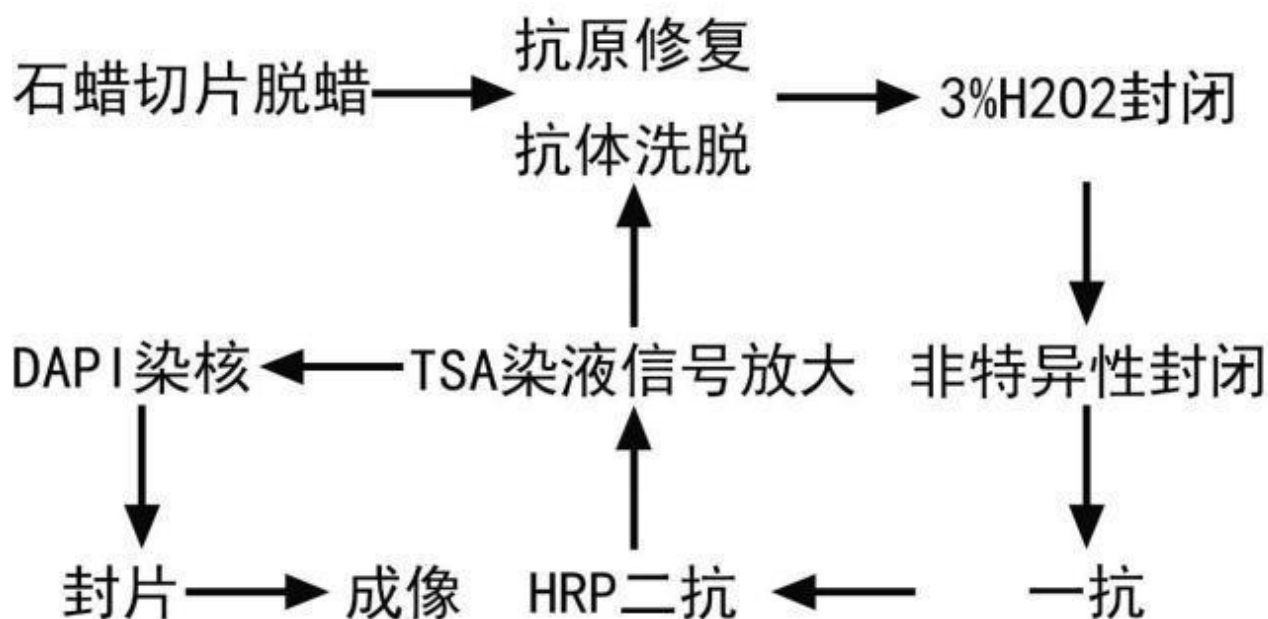 石蜡切片脱蜡
抗原修复
抗体洗脱
3%H2O2封闭
DAPI染核
TSA染液信号放大
非特异性封闭
封片
成像
HRP二抗
一抗